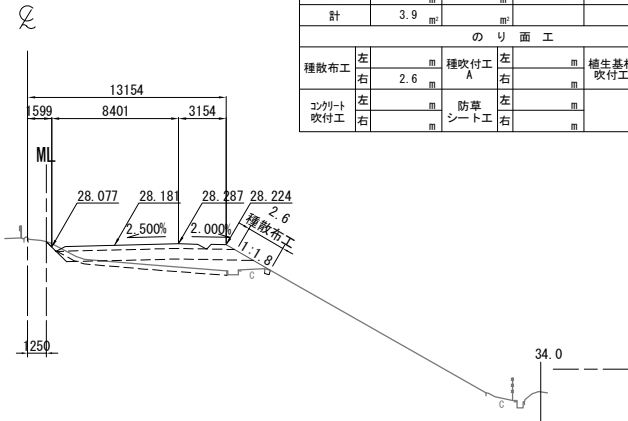 ℄
m m
計 3.9 m² m²
のり面工
種散布工 左 m 種吹付工A 左 m 植生基材吹付工
右 2.6 m 右 m
コンクリート吹付工 左 m 防草シート工 左 m
右 m 右 m
13154
1599 8401 3154
ML
28.077 28.181 28.287 28.224
2.500% 2.000%
2.6
種散布工
1:1.8
C
1250
34.0
C